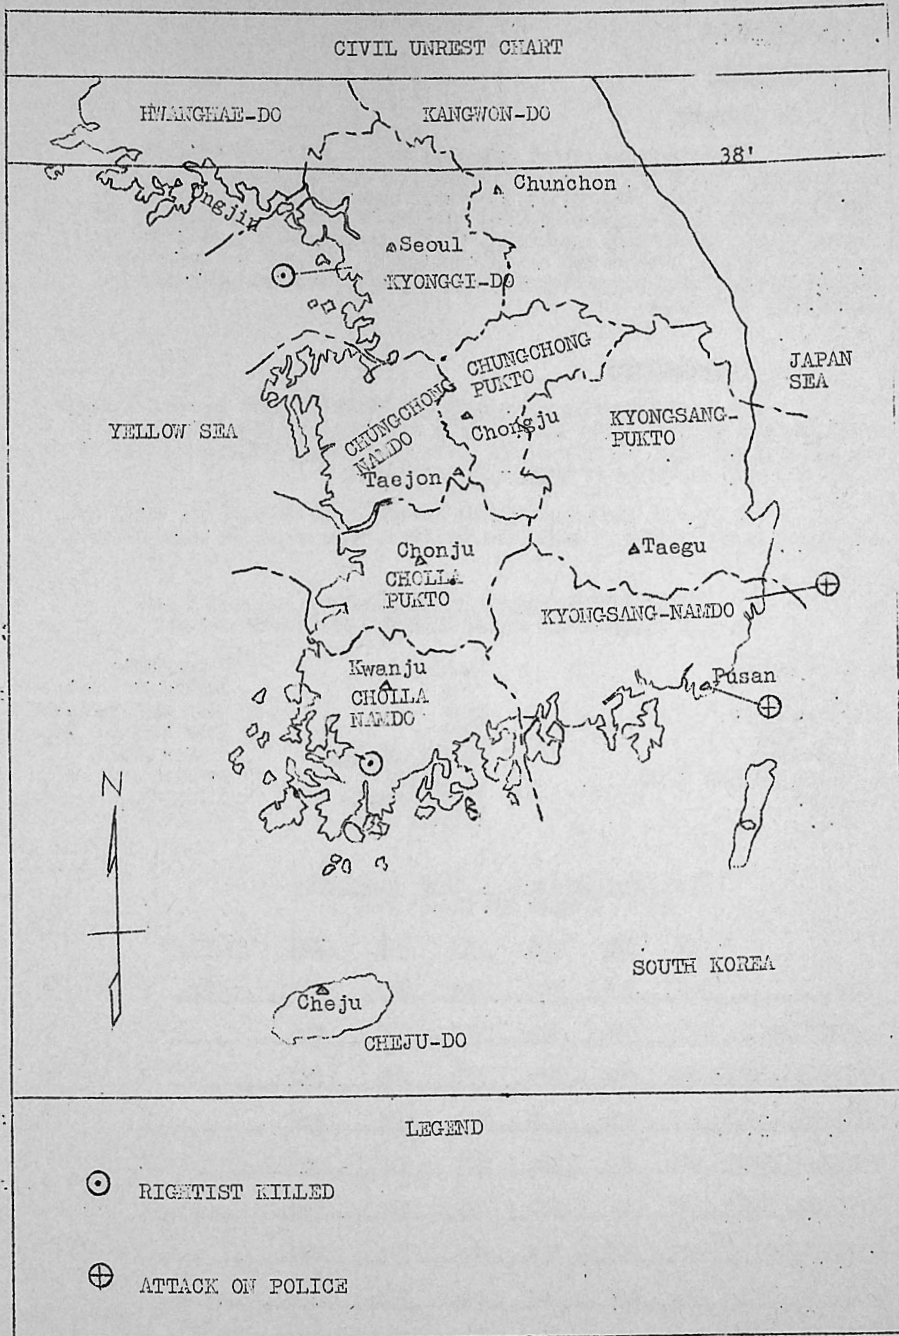 CIVIL UNREST CHART
HWANGHAE-DO
KANGWON-DO
38'
Chunchon
Ongjin
Seoul
KYONGGI-DO
CHUNGCHONG
PUKTO
JAPAN
SEA
CHUNGCHONG
NAMDO
Chongju
KYONGSANG-
PUKTO
YELLOW SEA
Taejon
Chonju
CHOLLA
PUKTO
Taegu
KYONGSANG-NAMDO
Kwanju
CHOLLA
NAMDO
Pusan
N
SOUTH KOREA
Cheju
CHEJU-DO
LEGEND
RIGHTIST KILLED
ATTACK ON POLICE